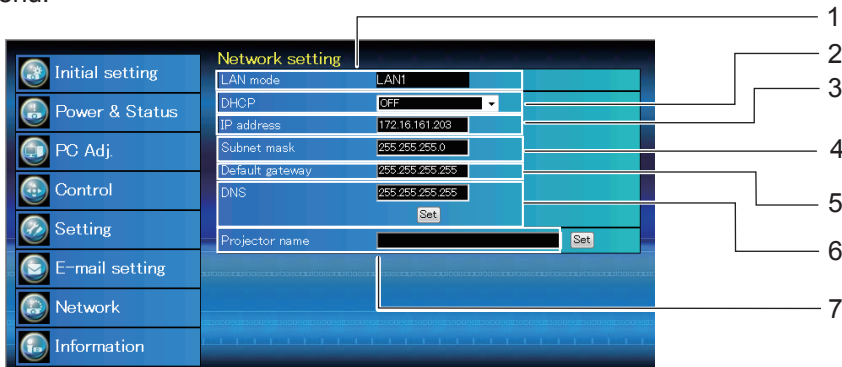 1
Network setting
2
Initial setting
LAN mode LAN1
3
DHCP OFF
Power & Status
IP address 172.16.161.203
PC Adj.
Subnet mask 255.255.255.0
4
Default gateway 255.255.255.255
Control
DNS 255.255.255.255
5
Set
Setting
Projector name Set
6
E-mail setting
Network
7
Information